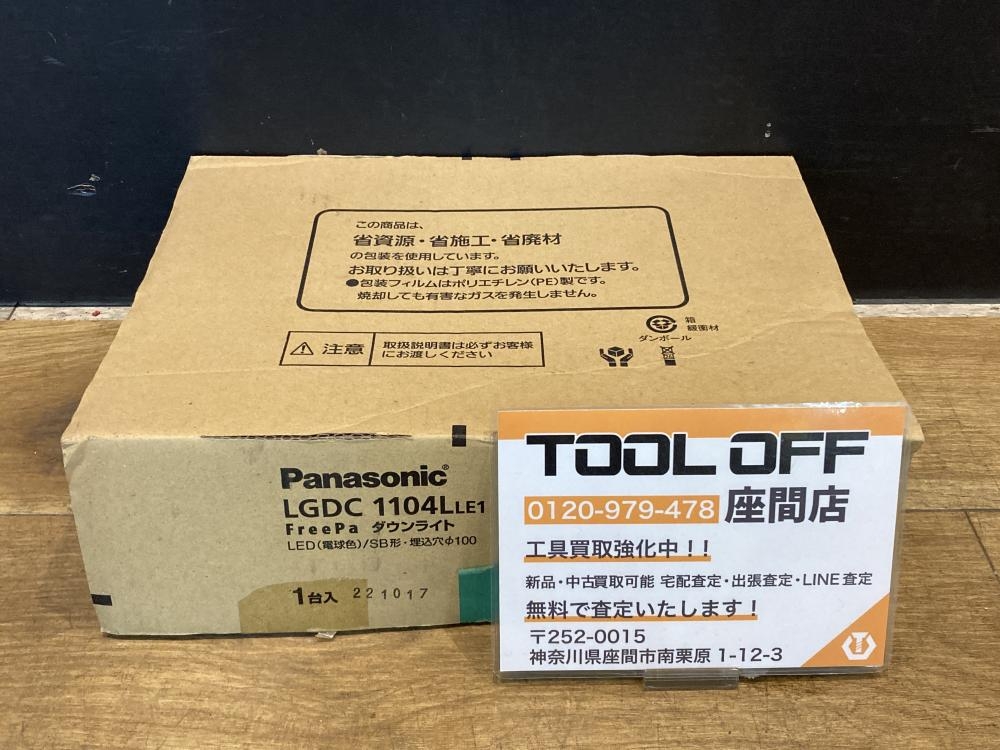 この商品は、
省資源・省施工・省廃材
の包装を使用しています。
お取り扱いは丁寧にお願いいたします。
●包装フィルムはポリエチレン(PE)製です。
焼却しても有害なガスを発生しません。
箱
緩衝材
ダンボール
注意
取扱説明書は必ずお客様
にお渡しください
Panasonic®
LGDC 1104LLE1
FreePa ダウンライト
LED(電球色)/SB形・埋込穴φ100
1台入 221017
TOOL OFF
0120-979-478 座間店
工具買取強化中!!
新品・中古買取可能 宅配査定・出張査定・LINE査定
無料で査定いたします!
〒252-0015
神奈川県座間市南栗原 1-12-3